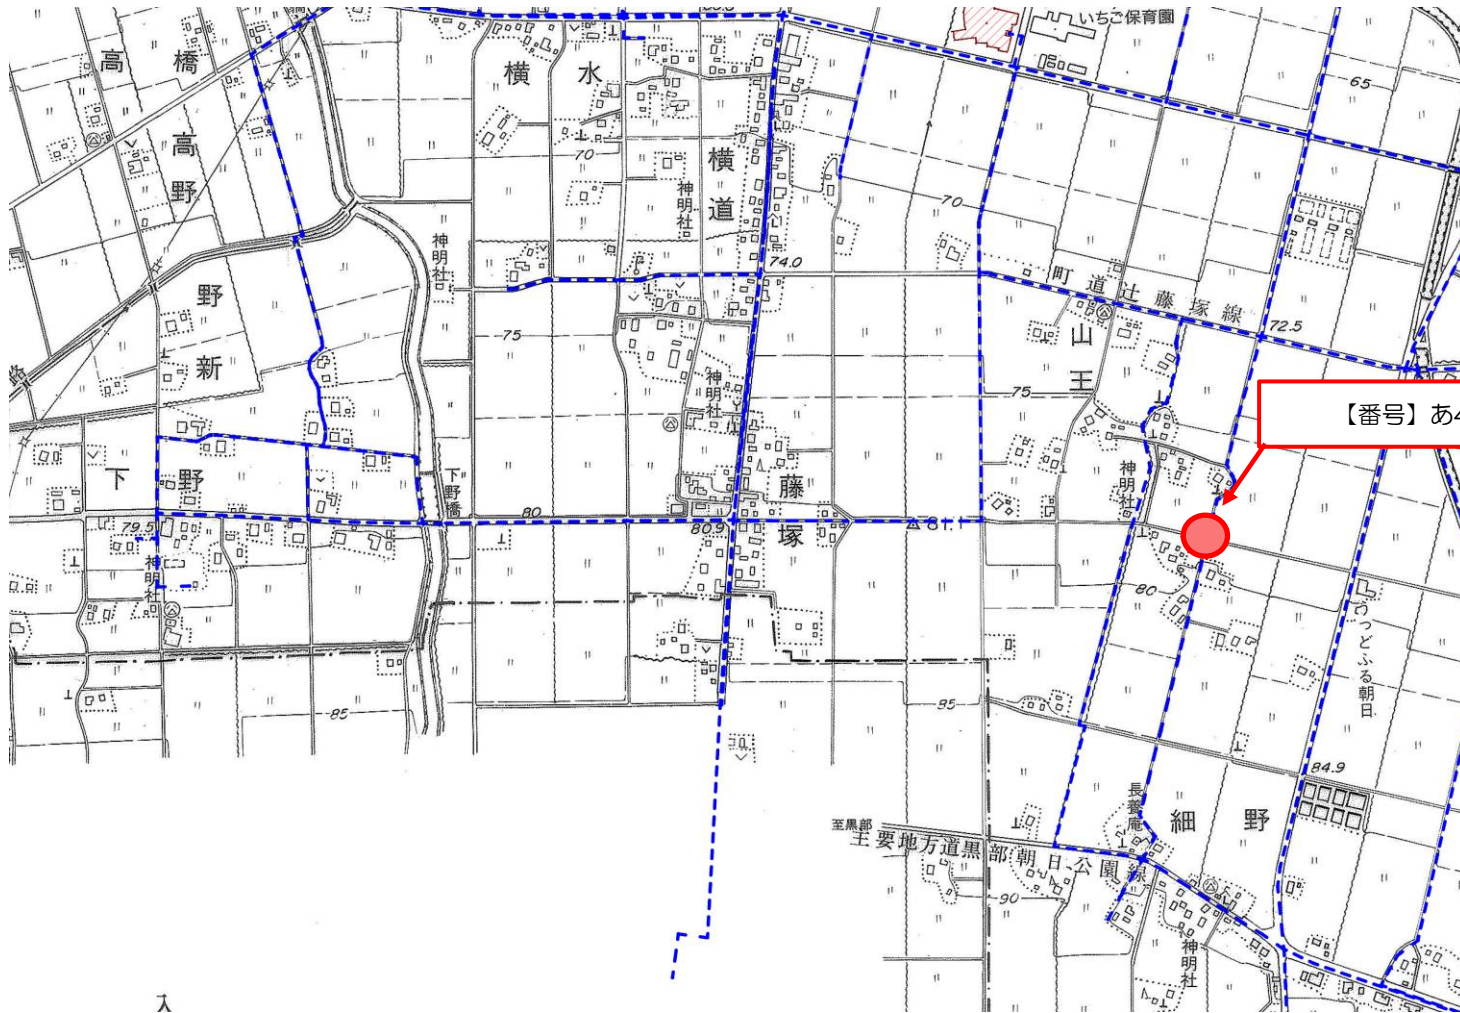 いちご保育園
高橋
横水
65
高野
70
横道
神明社
70
神明社
74.0
町道辻藤塚線
72.5
野新
75
山王
神明社
75
【番号】あ4
下野
下野橋
80
藤塚
80.9
81.1
神明社
79.5
神明社
80
らっどふる朝日
85
85
84.9
長養庵
細野
至黒部
主要地方道黒部朝日公園線
90
神明社
入